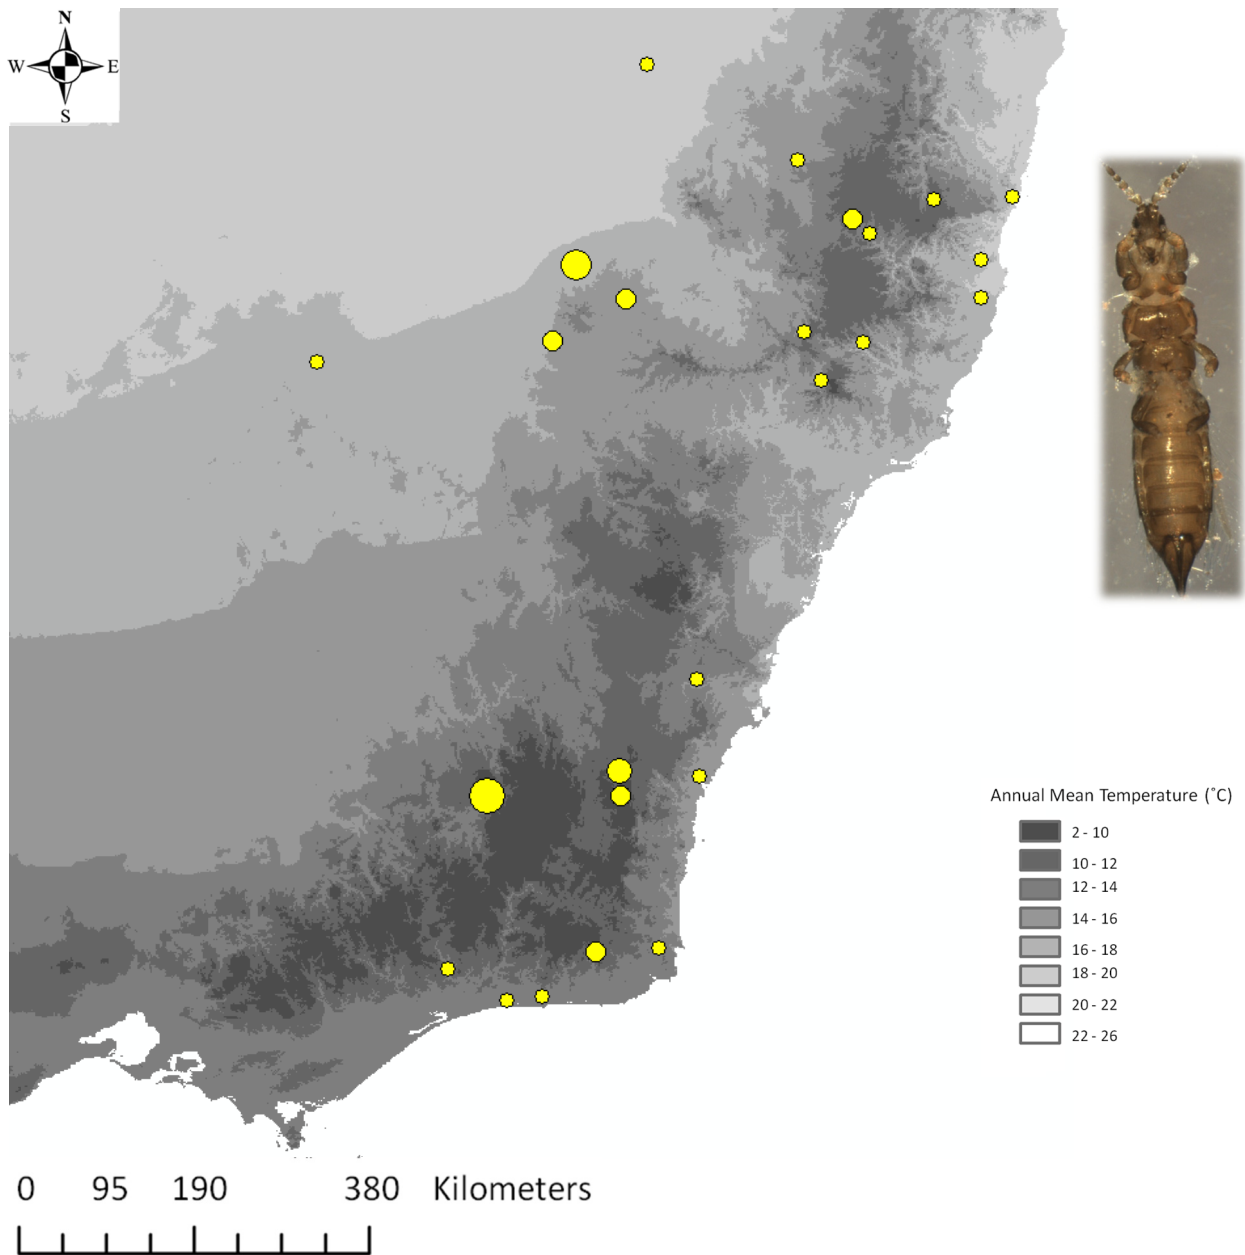 N
W E
S
Annual Mean Temperature (˚C)
2 - 10
10 - 12
12 - 14
14 - 16
16 - 18
18 - 20
20 - 22
22 - 26
0 95 190 380 Kilometers